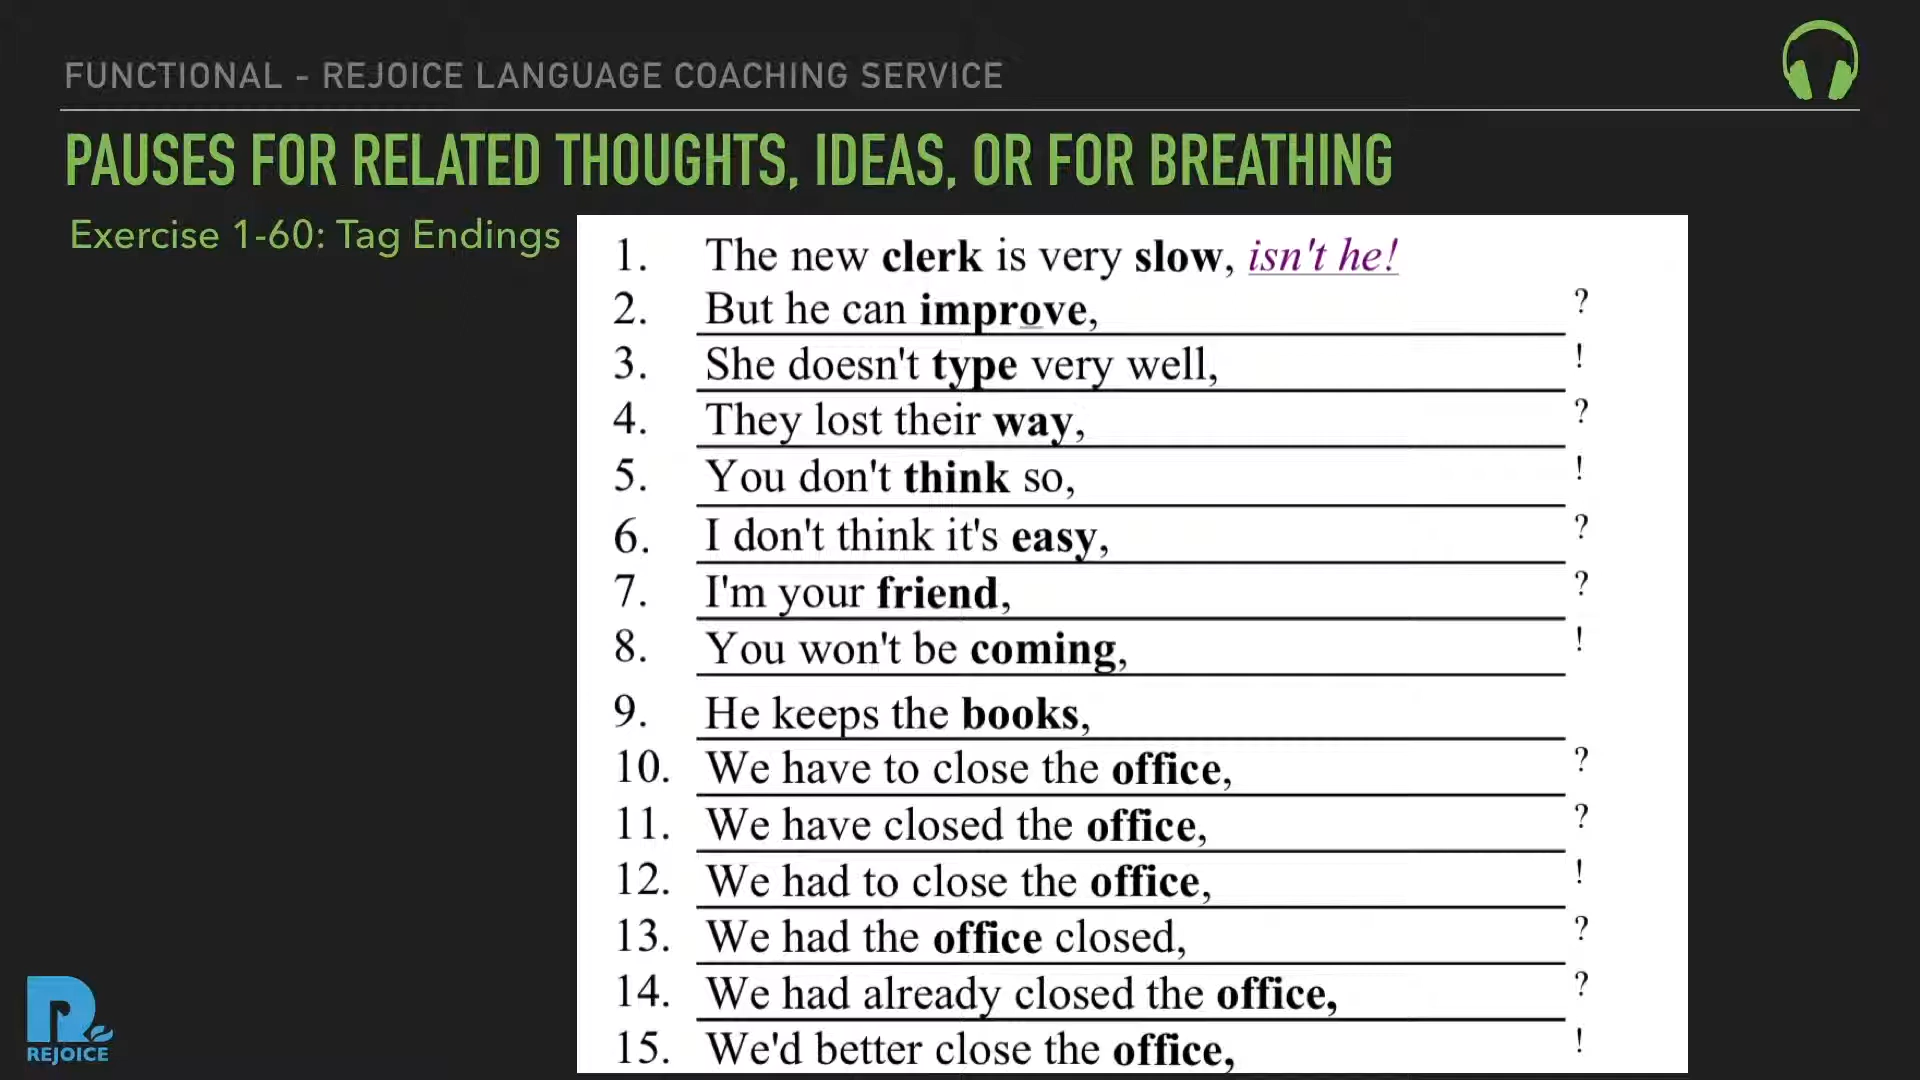 FUNCTIONAL - REJOICE LANGUAGE COACHING SERVICE
PAUSES FOR RELATED THOUGHTS, IDEAS, OR FOR BREATHING
Exercise 1-60: Tag Endings
1. The new clerk is very slow, isn't he!
2. But he can improve, ?
3. She doesn't type very well, !
4. They lost their way, ?
5. You don't think so, !
6. I don't think it's easy, ?
7. I'm your friend, ?
8. You won't be coming, !
9. He keeps the books,
10. We have to close the office, ?
11. We have closed the office, ?
12. We had to close the office, !
13. We had the office closed, ?
14. We had already closed the office, ?
15. We'd better close the office, !
REJOICE